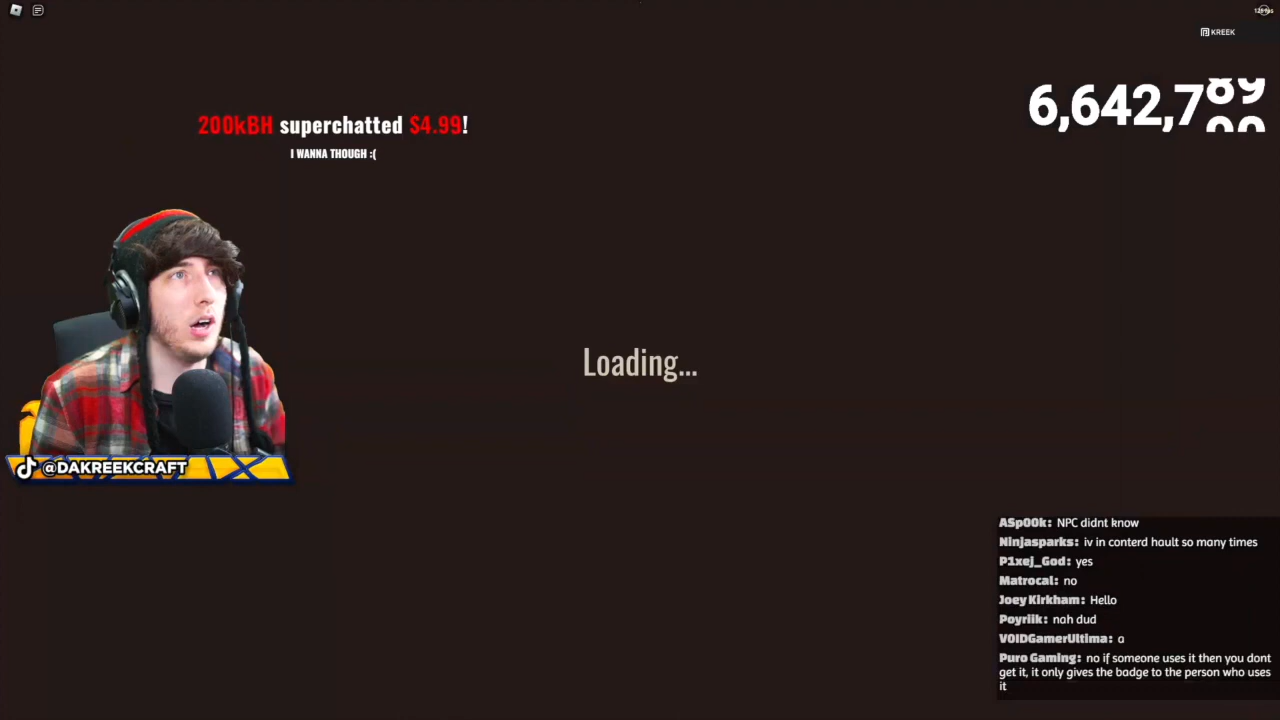 KREEK
6,642,7
200kBH superchatted $4.99!
I WANNA THOUGH :(
Loading...
@DAKREEKCRAFT
ASp00k: NPC didnt know
Ninjasparks: iv in conterd hault so many times
P1xej_God: yes
Matrocal: no
Joey Kirkham: Hello
Poyriik: nah dud
V0IDGamerUltima: a
Puro Gaming: no if someone uses it then you dont
get it, it only gives the badge to the person who uses
it